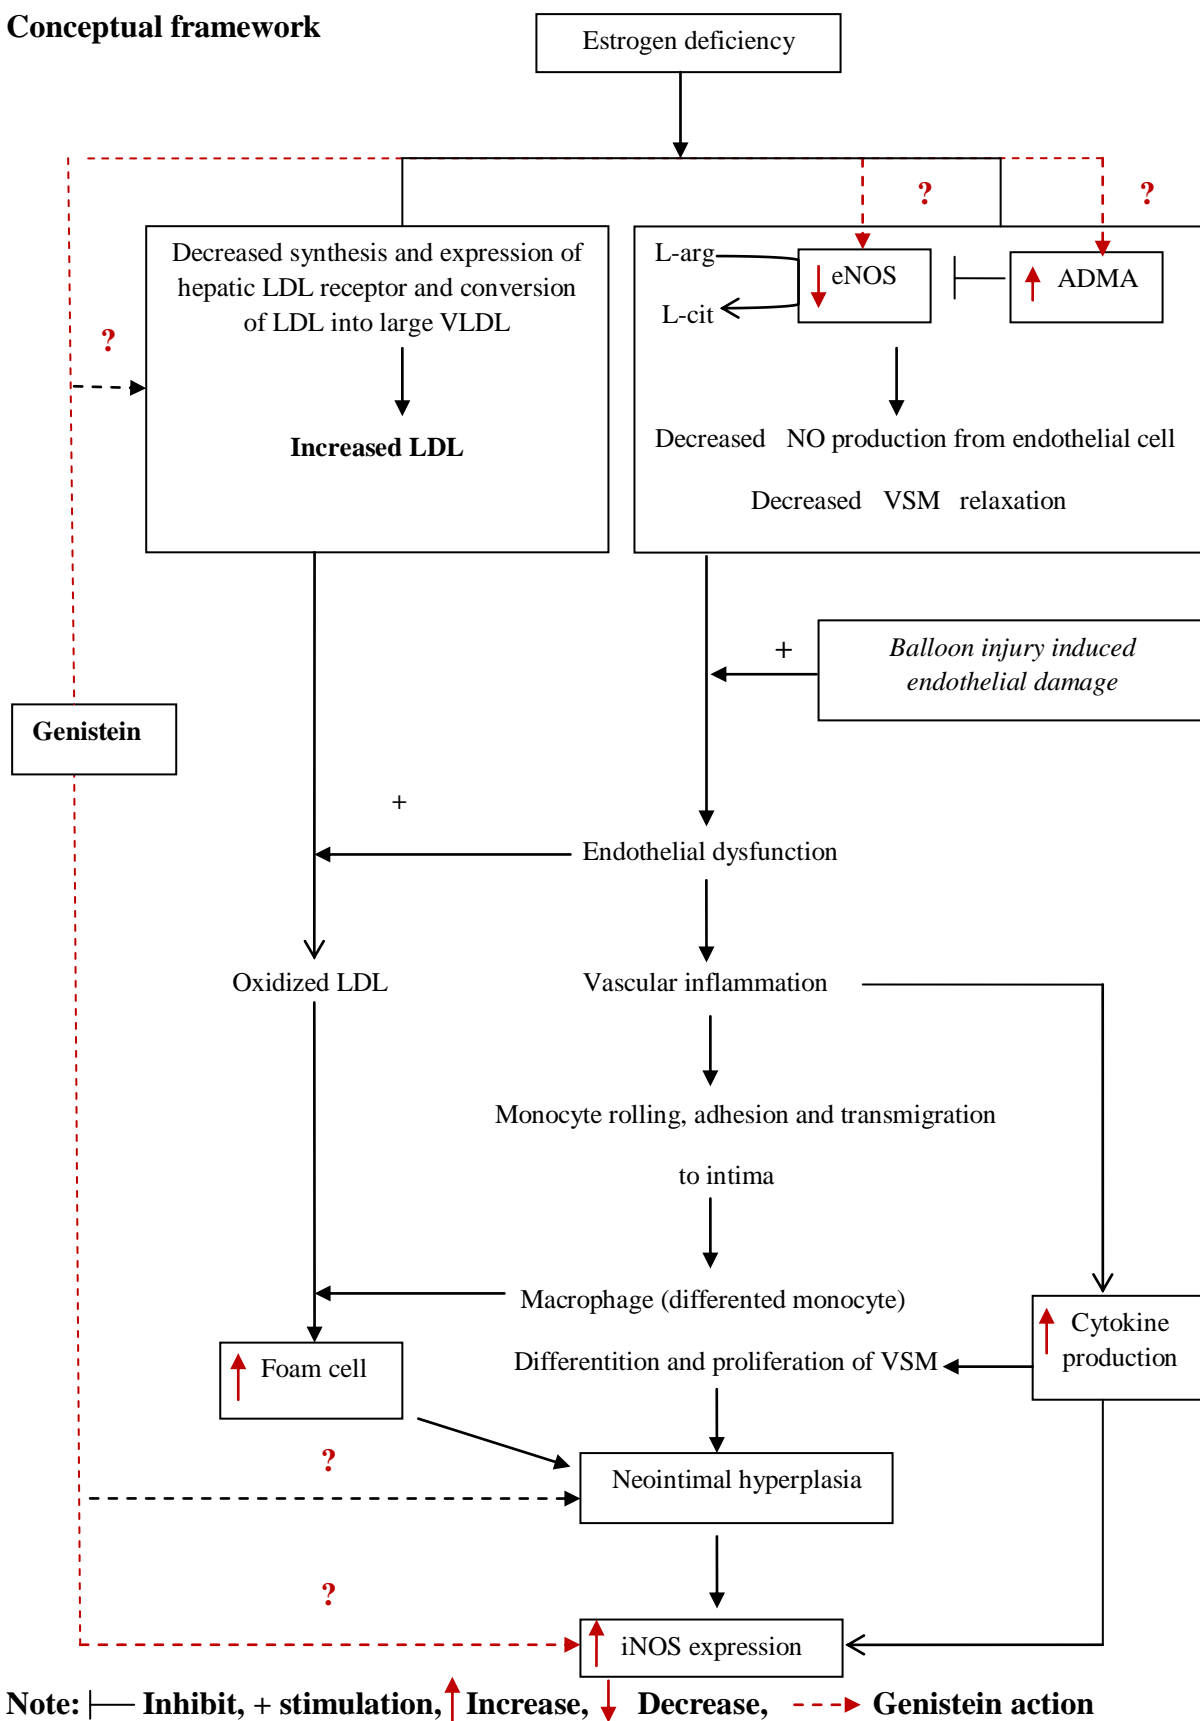 Conceptual framework
Estrogen deficiency
?
?
Decreased synthesis and expression of
hepatic LDL receptor and conversion
of LDL into large VLDL
Increased LDL
?
L-arg
eNOS
ADMA
L-cit
Decreased NO production from endothelial cell
Decreased VSM relaxation
+
Balloon injury induced
endothelial damage
Genistein
+
Endothelial dysfunction
Oxidized LDL
Vascular inflammation
Monocyte rolling, adhesion and transmigration
to intima
Macrophage (differented monocyte)
Cytokine
production
Foam cell
Differentition and proliferation of VSM
?
Neointimal hyperplasia
?
iNOS expression
Note: Inhibit, + stimulation, Increase, Decrease, Genistein action